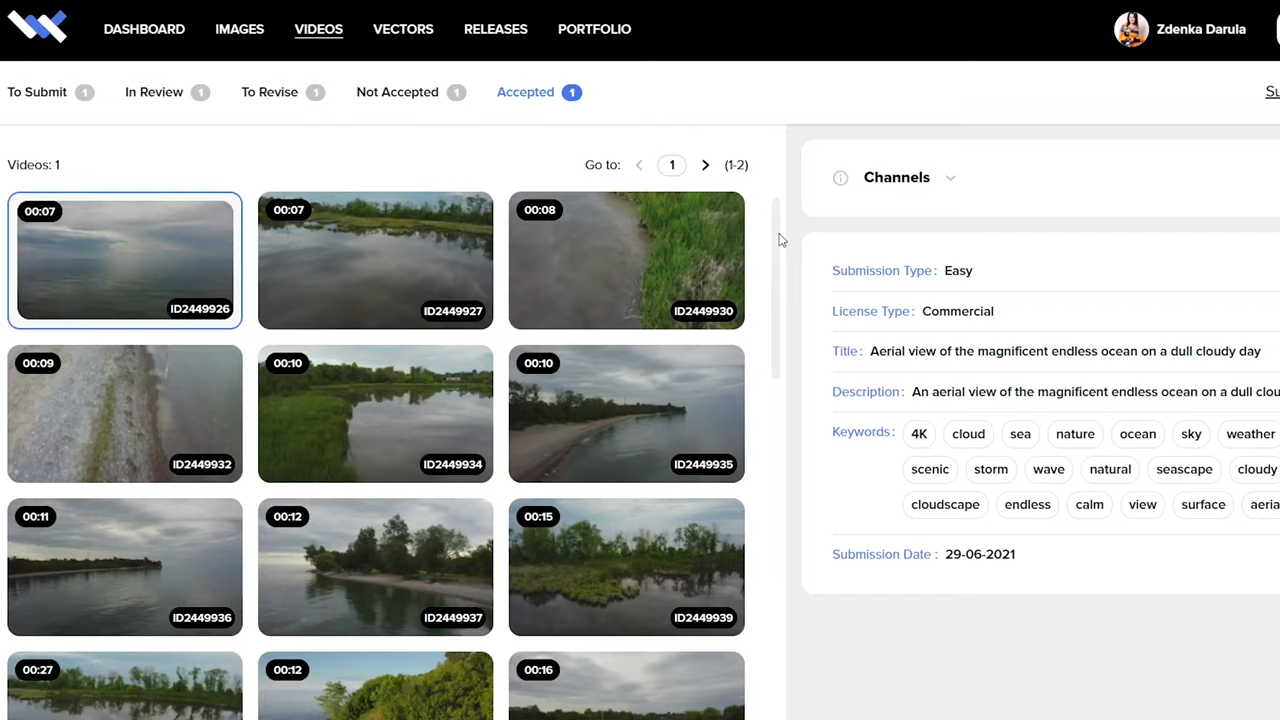 DASHBOARD IMAGES VIDEOS VECTORS RELEASES PORTFOLIO Zdenka Darula
To Submit 1 In Review 1 To Revise 1 Not Accepted 1 Accepted 1
Videos: 1 Go to: 1 (1-2)
00:07 ID2449926
00:07 ID2449927
00:08 ID2449930
00:09 ID2449932
00:10 ID2449934
00:10 ID2449935
00:11 ID2449936
00:12 ID2449937
00:15 ID2449939
00:27
00:12
00:16
Channels
Submission Type: Easy
License Type: Commercial
Title: Aerial view of the magnificent endless ocean on a dull cloudy day
Description: An aerial view of the magnificent endless ocean on a dull clou
Keywords: 4K cloud sea nature ocean sky weather
scenic storm wave natural seascape cloudy
cloudscape endless calm view surface aeria
Submission Date : 29-06-2021